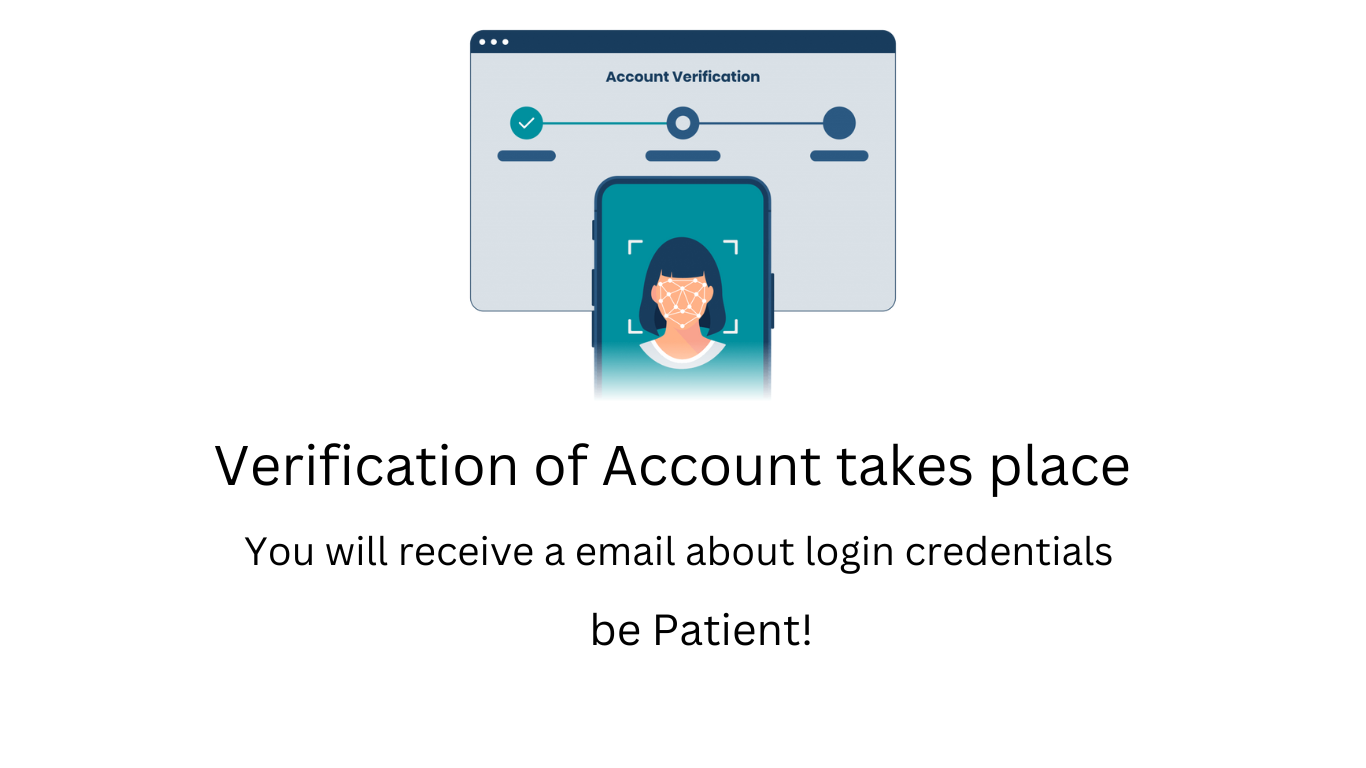 Account Verification
Verification of Account takes place
You will receive a email about login credentials
be Patient!